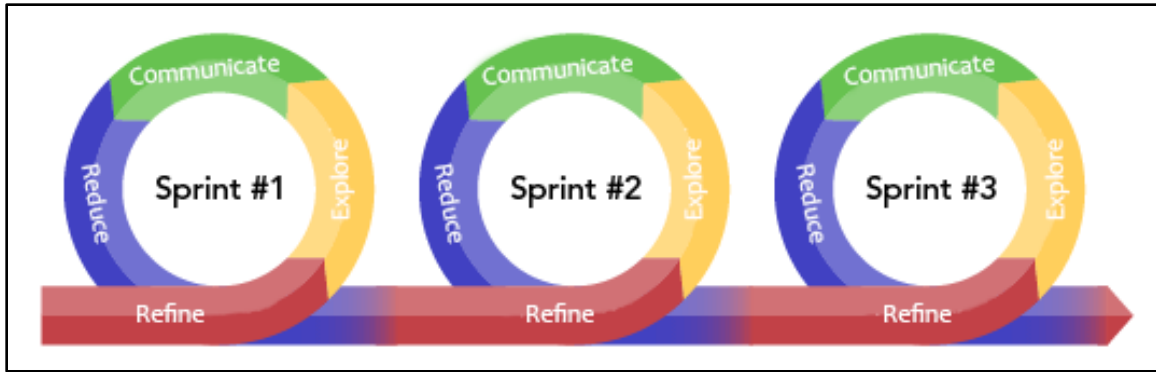 Communicate
Reduce
Sprint #1
Explore
Refine
Communicate
Reduce
Sprint #2
Explore
Refine
Communicate
Reduce
Sprint #3
Explore
Refine